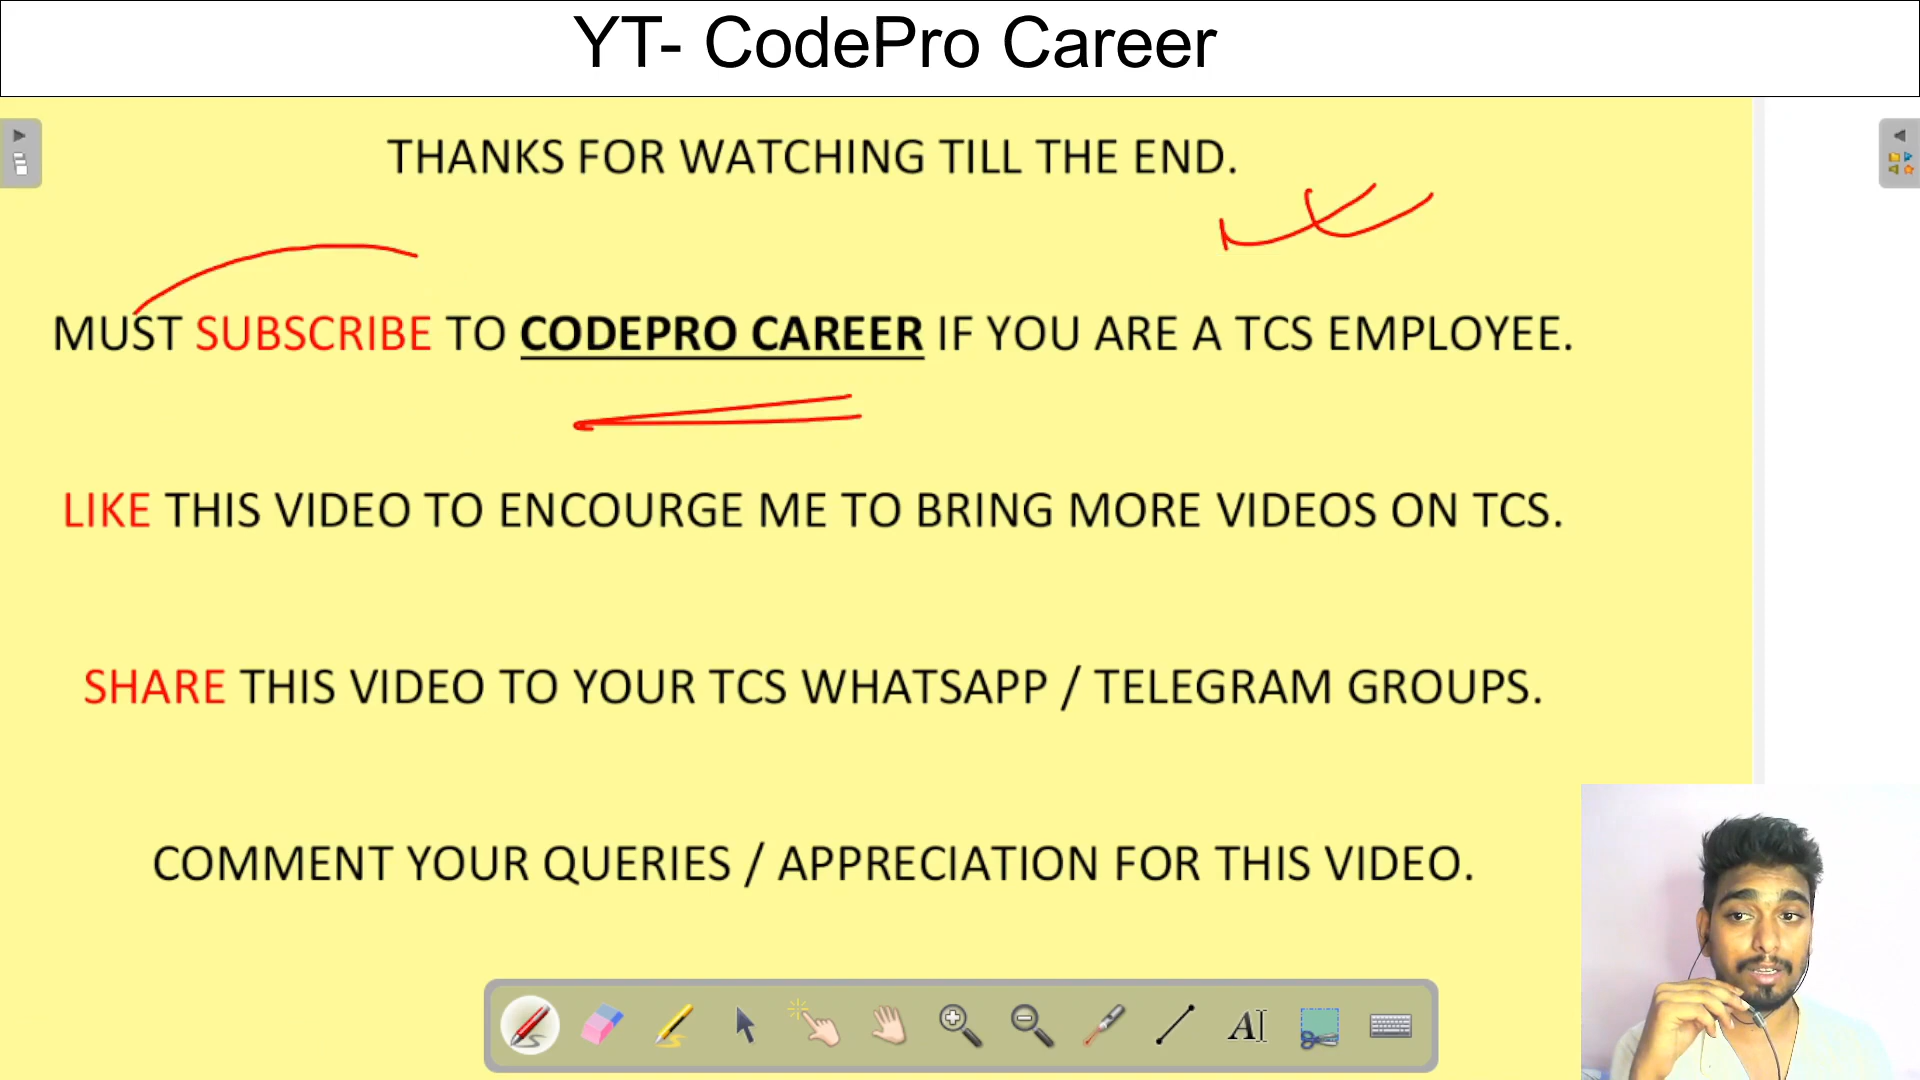 YT- CodePro Career
THANKS FOR WATCHING TILL THE END.
MUST SUBSCRIBE TO CODEPRO CAREER IF YOU ARE A TCS EMPLOYEE.
LIKE THIS VIDEO TO ENCOURGE ME TO BRING MORE VIDEOS ON TCS.
SHARE THIS VIDEO TO YOUR TCS WHATSAPP / TELEGRAM GROUPS.
COMMENT YOUR QUERIES / APPRECIATION FOR THIS VIDEO.